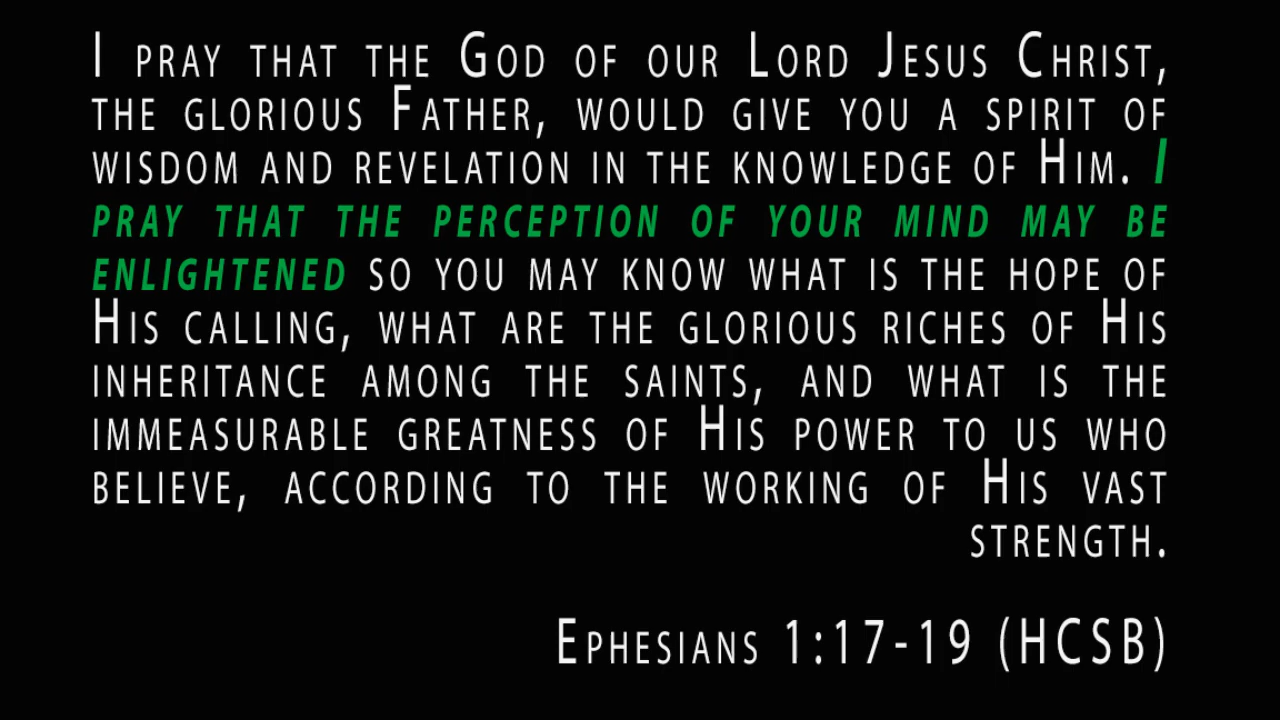 I pray that the God of our Lord Jesus Christ,
the glorious Father, would give you a spirit of
wisdom and revelation in the knowledge of Him. I
pray that the perception of your mind may be
enlightened so you may know what is the hope of
His calling, what are the glorious riches of His
inheritance among the saints, and what is the
immeasurable greatness of His power to us who
believe, according to the working of His vast
strength.
Ephesians 1:17-19 (HCSB)